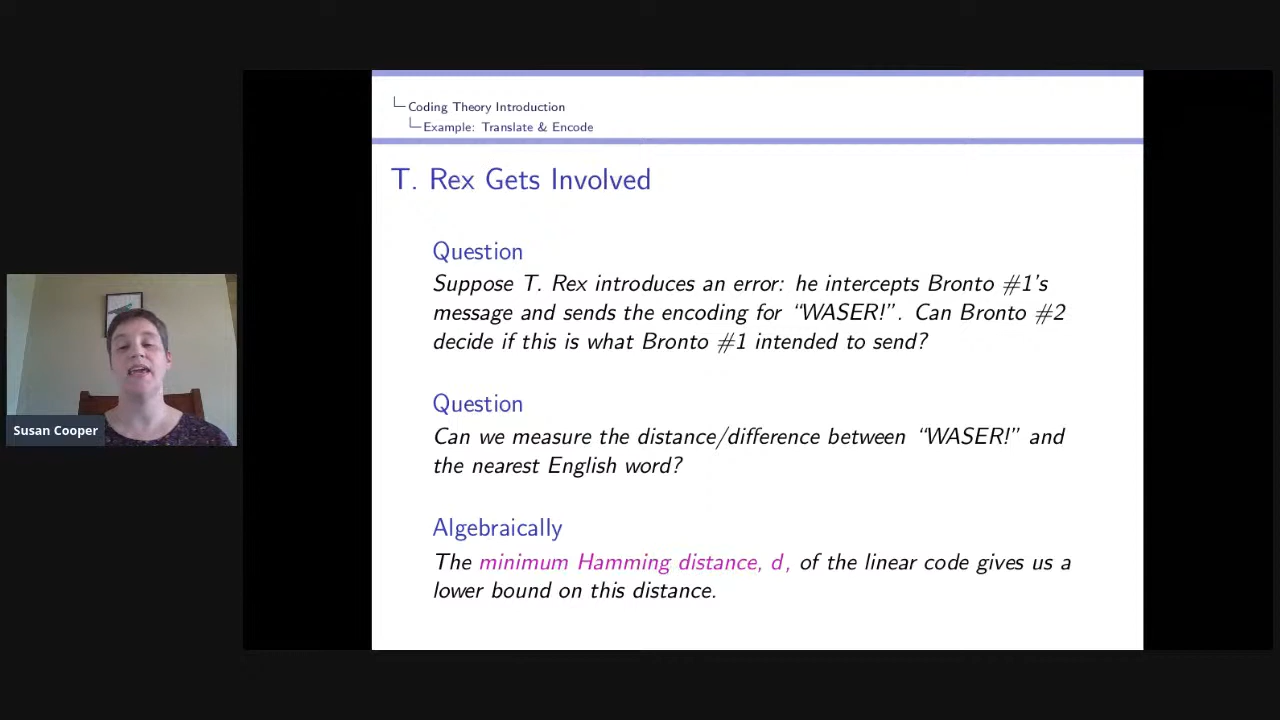 Coding Theory Introduction
Example: Translate & Encode
T. Rex Gets Involved
Question
Suppose T. Rex introduces an error: he intercepts Bronto #1's
message and sends the encoding for “WASER!”. Can Bronto #2
decide if this is what Bronto #1 intended to send?
Question
Can we measure the distance/difference between “WASER!” and
the nearest English word?
Algebraically
The minimum Hamming distance, d, of the linear code gives us a
lower bound on this distance.
Susan Cooper